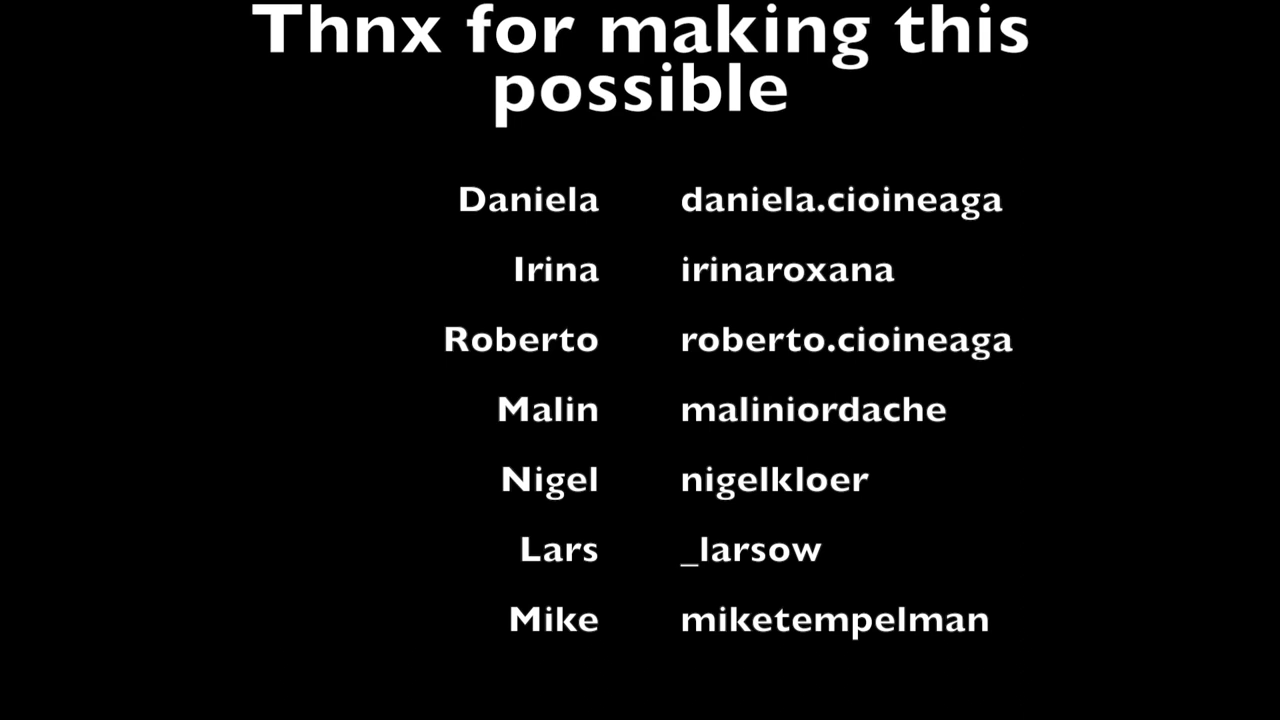 Thnx for making this
possible
Daniela daniela.cioineaga
Irina irinaroxana
Roberto roberto.cioineaga
Malin maliniordache
Nigel nigelkloer
Lars _larsow
Mike miketempelman